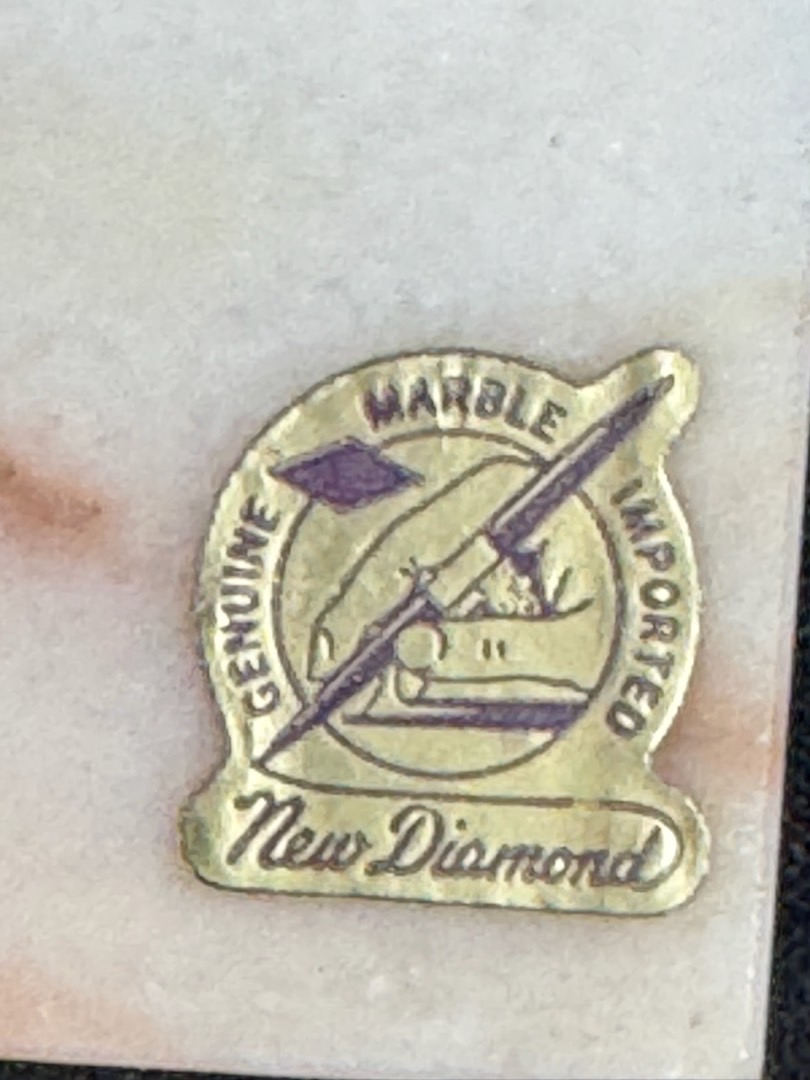 GENUINE
MARBLE
IMPORTED
New Diamond